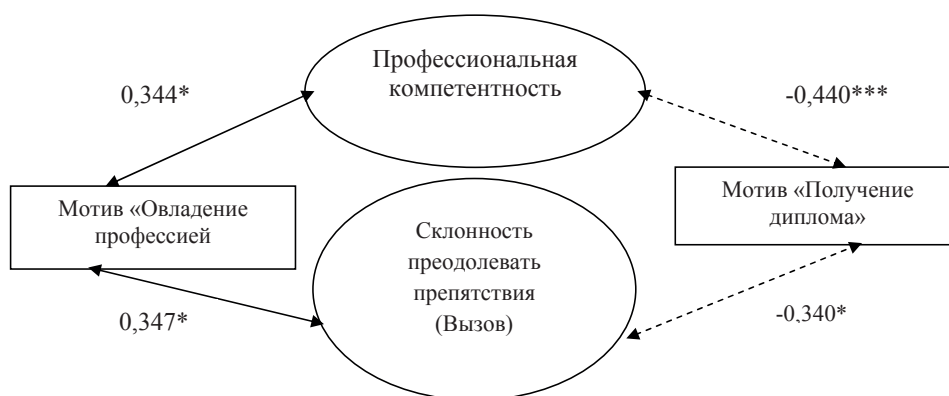 Профессиональная
компетентность
0,344*
-0,440***
Мотив «Овладение
профессией
Мотив «Получение
диплома»
Склонность
преодолевать
препятствия
(Вызов)
0,347*
-0,340*